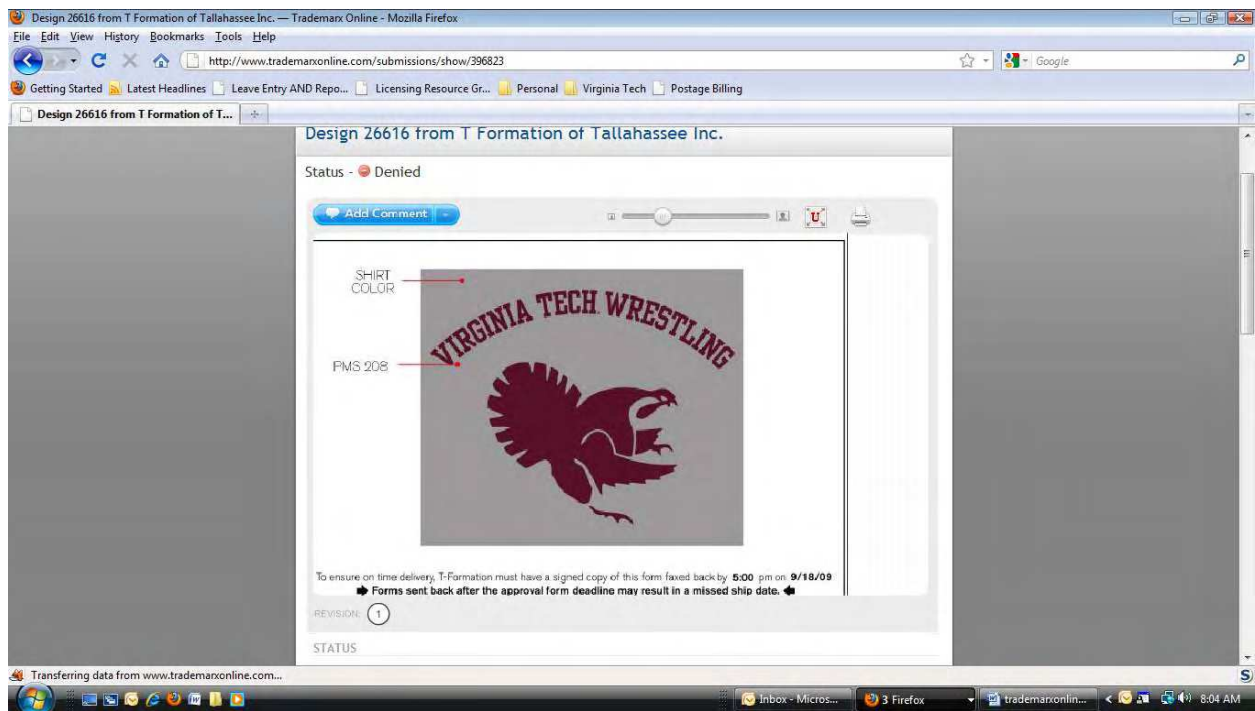 Design 26616 from T Formation of Tallahassee Inc. — Trademarx Online - Mozilla Firefox
File Edit View History Bookmarks Tools Help
http://www.trademarxonline.com/submissions/show/396823
Google
Getting Started Latest Headlines Leave Entry AND Repo... Licensing Resource Gr... Personal Virginia Tech Postage Billing
Design 26616 from T Formation of T...
Design 26616 from T Formation of Tallahassee Inc.
Status - Denied
Add Comment
U
SHIRT
COLOR
VIRGINIA TECH WRESTLING
PMS 208
To ensure on time delivery, T-Formation must have a signed copy of this form faxed back by 5:00 pm on 9/18/09
Forms sent back after the approval form deadline may result in a missed ship date.
REVISION: 1
STATUS
Transferring data from www.trademarxonline.com...
S
Inbox - Micros... 3 Firefox trademarxonlin... 8:04 AM